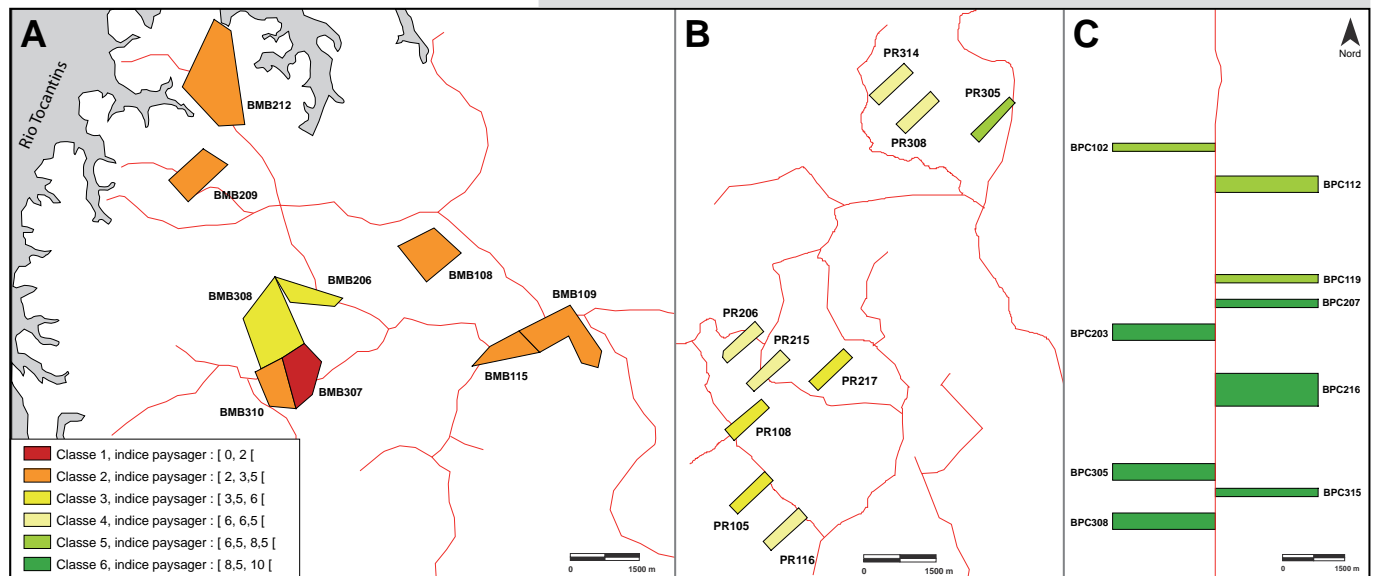 A
Rio Tocantins
BMB212
BMB209
BMB108
BMB206
BMB308
BMB109
BMB115
BMB307
BMB310
Classe 1, indice paysager : [ 0, 2 [
Classe 2, indice paysager : [ 2, 3,5 [
Classe 3, indice paysager : [ 3,5, 6 [
Classe 4, indice paysager : [ 6, 6,5 [
Classe 5, indice paysager : [ 6,5, 8,5 [
Classe 6, indice paysager : [ 8,5, 10 [
0 1500 m
B
PR314
PR305
PR308
PR206
PR215
PR217
PR108
PR105
PR116
0 1500 m
C
Nord
BPC102
BPC112
BPC119
BPC207
BPC203
BPC216
BPC305
BPC315
BPC308
0 1500 m